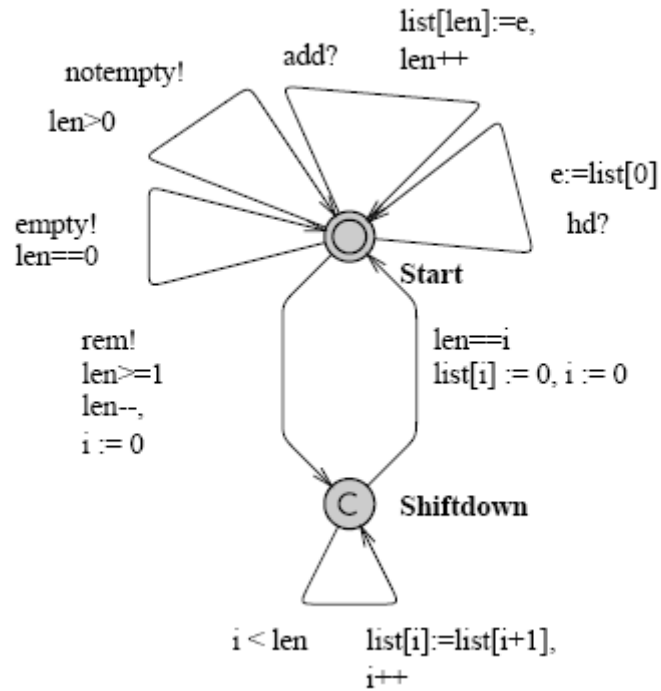 list[len]:=e,
add?
len++
notempty!
len>0
e:=list[0]
hd?
empty!
len==0
Start
rem!
len>=1
len--,
i := 0
len==i
list[i] := 0, i := 0
C
Shiftdown
i < len
list[i]:=list[i+1],
i++